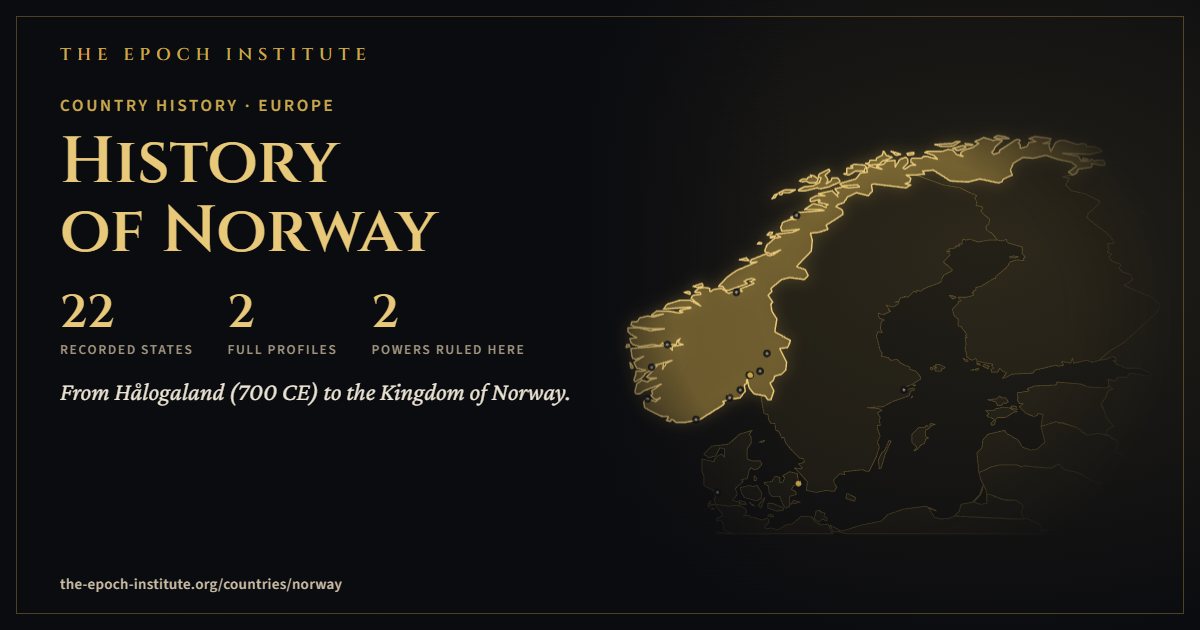 THE EPOCH INSTITUTE
COUNTRY HISTORY · EUROPE
History
of Norway
22 2 2
RECORDED STATES FULL PROFILES POWERS RULED HERE
From Hålogaland (700 CE) to the Kingdom of Norway.
the-epoch-institute.org/countries/norway